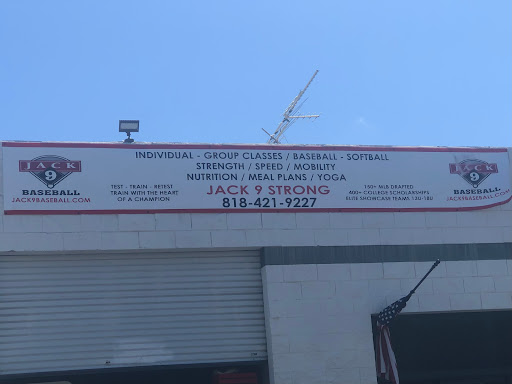 INDIVIDUAL - GROUP CLASSES / BASEBALL - SOFTBALL
STRENGTH / SPEED / MOBILITY
NUTRITION / MEAL PLANS / YOGA
JACK 9 STRONG
818-421-9227
JACK
9
BASEBALL
JACK9BASEBALL.COM
TEST - TRAIN - RETEST
TRAIN WITH THE HEART
OF A CHAMPION
150+ MLB DRAFTED
400+ COLLEGE SCHOLARSHIPS
ELITE SHOWCASE TEAMS 12U-18U
JACK
9
BASEBALL
JACK9BASEBALL.COM